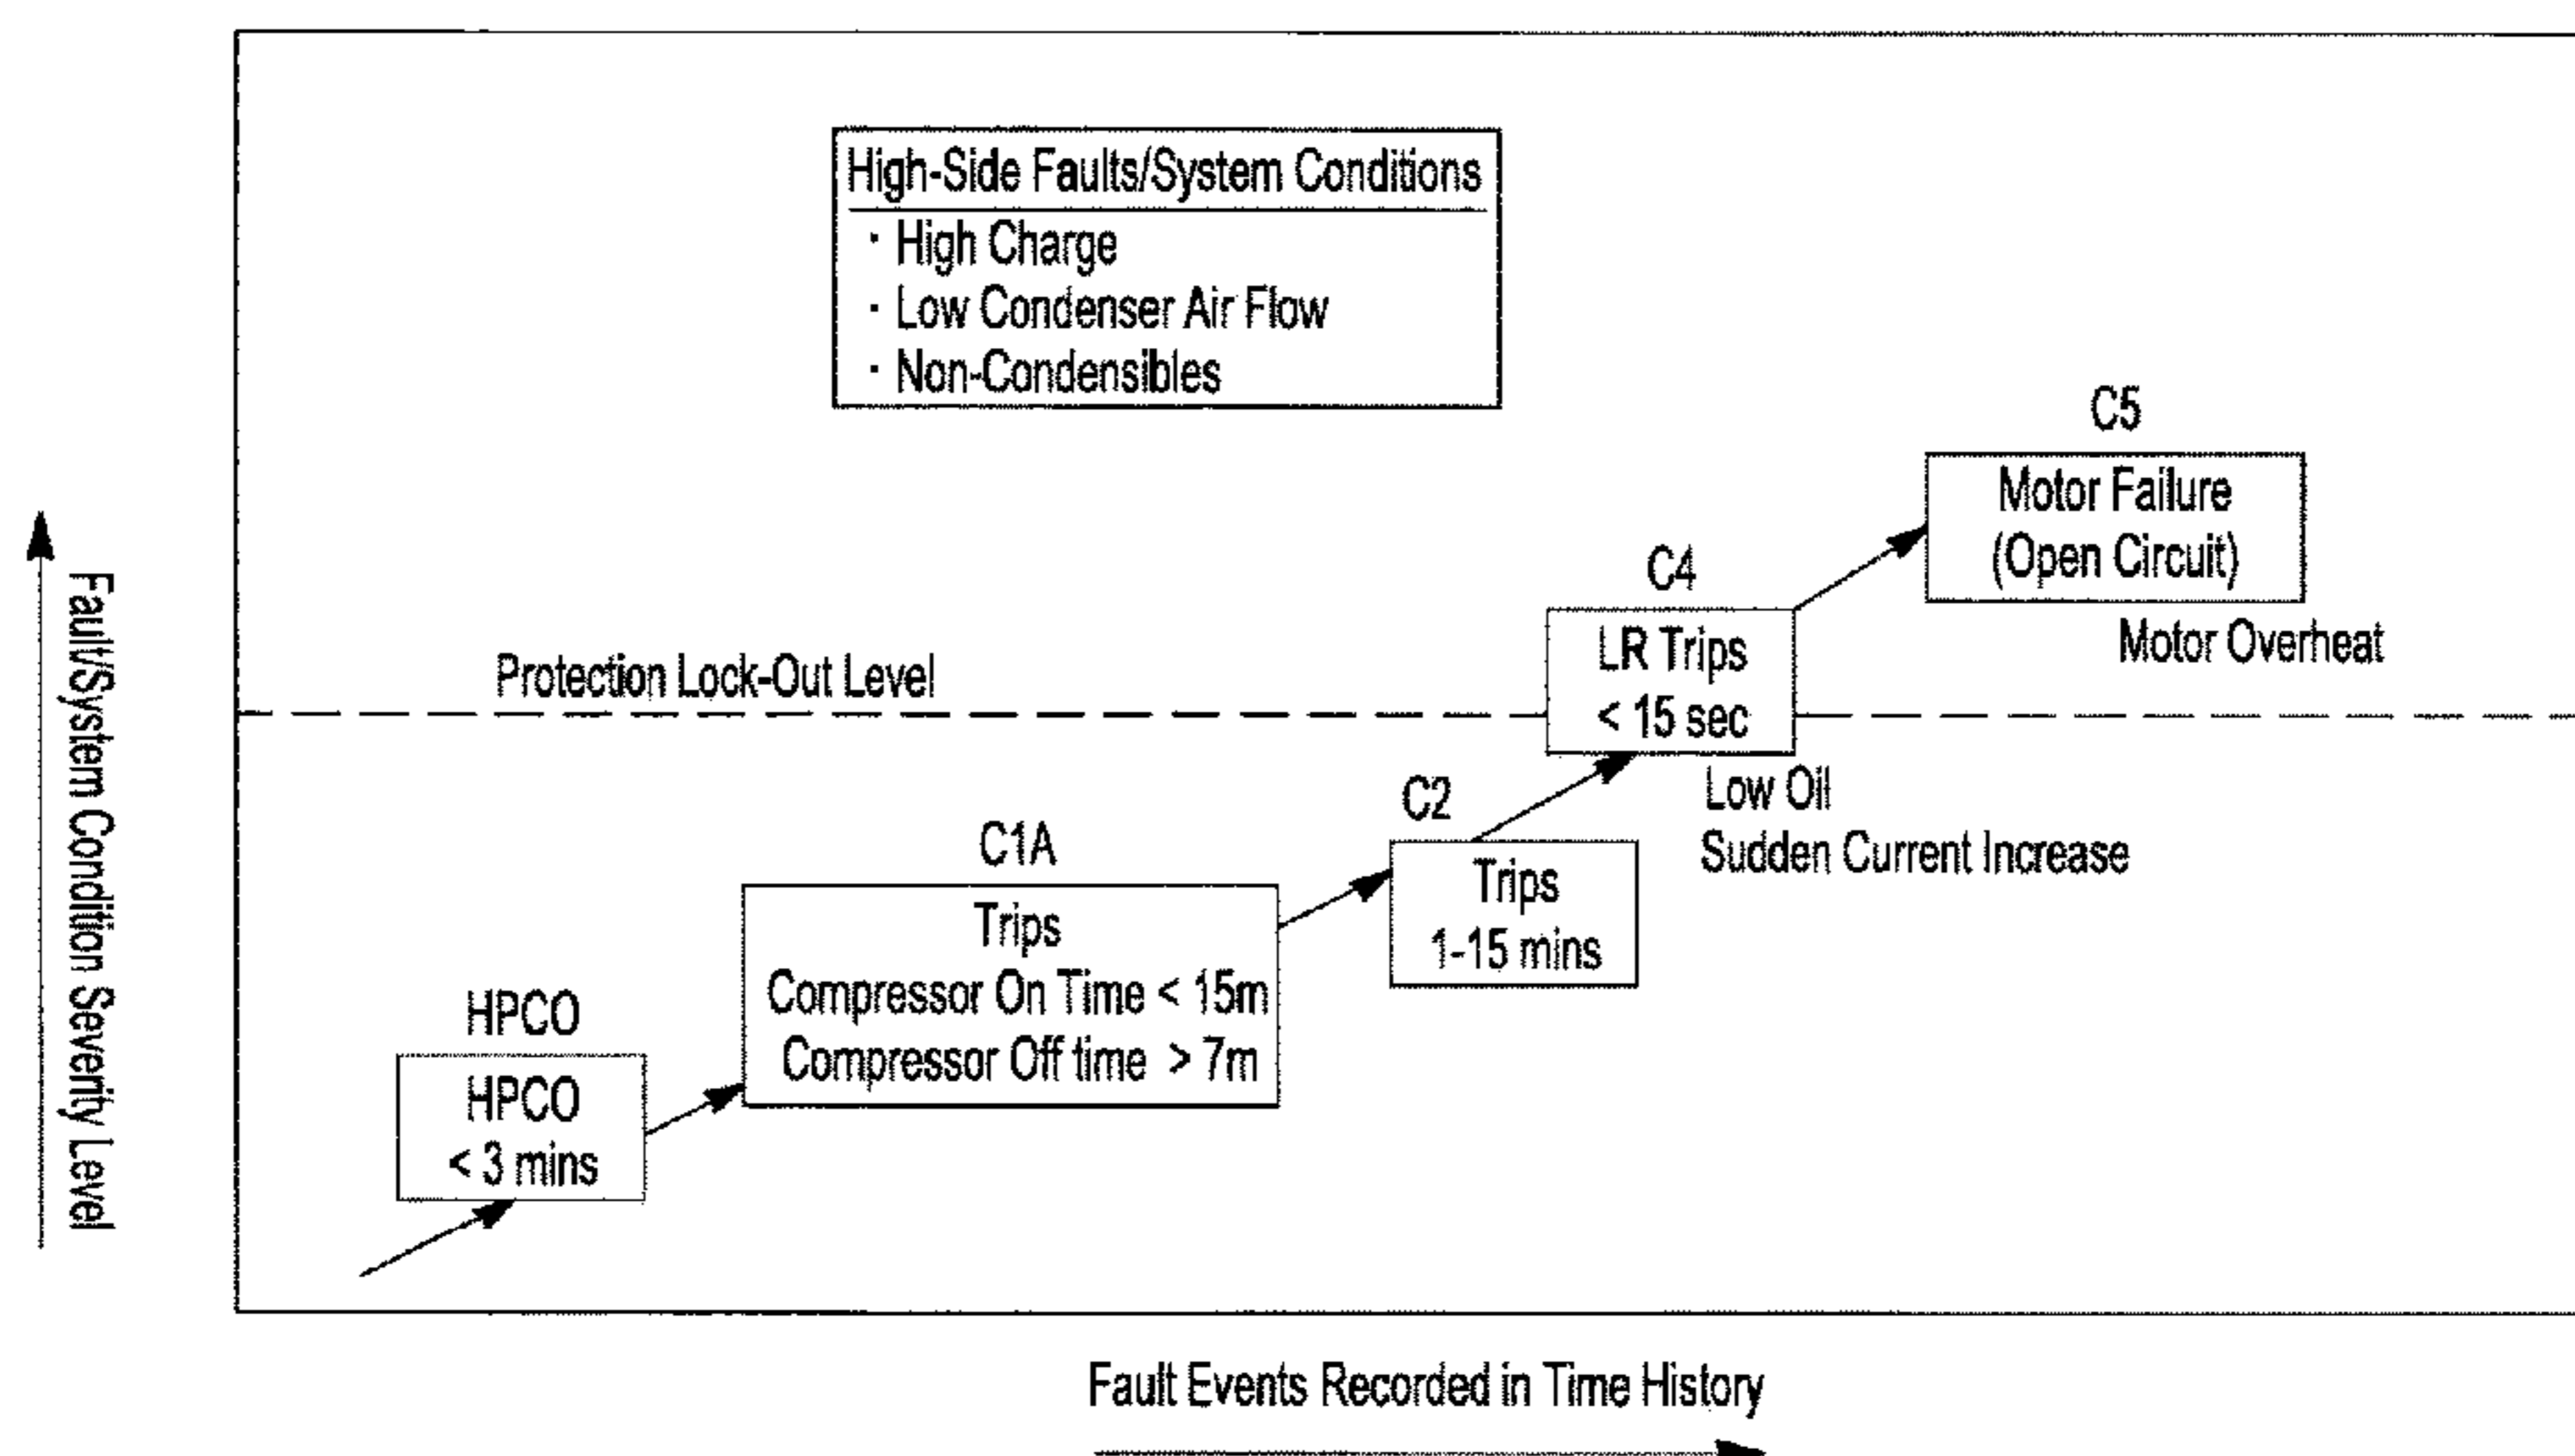 High-Side Faults/System Conditions
· High Charge
· Low Condenser Air Flow
· Non-Condensibles
C5
Motor Failure
(Open Circuit)
Motor Overheat
C4
LR Trips
< 15 sec
Low Oil
Sudden Current Increase
Protection Lock-Out Level
C2
Trips
1-15 mins
C1A
Trips
Compressor On Time < 15m
Compressor Off time > 7m
HPCO
HPCO
< 3 mins
Fault/System Condition Severity Level
Fault Events Recorded in Time History